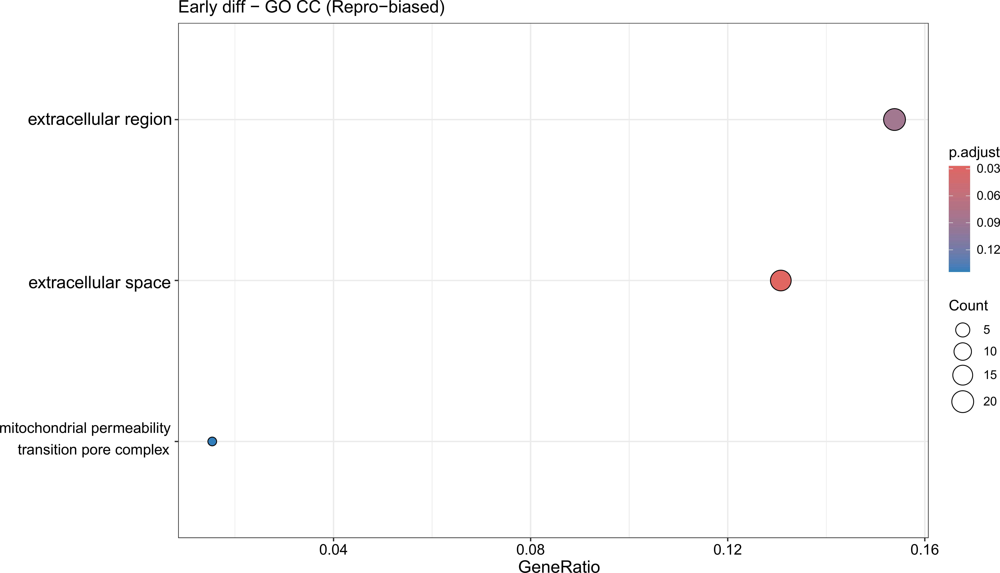 Early diff − GO CC (Repro−biased)
extracellular region
extracellular space
mitochondrial permeability
transition pore complex
0.04
0.08
0.12
0.16
GeneRatio
p.adjust
0.03
0.06
0.09
0.12
Count
5
10
15
20